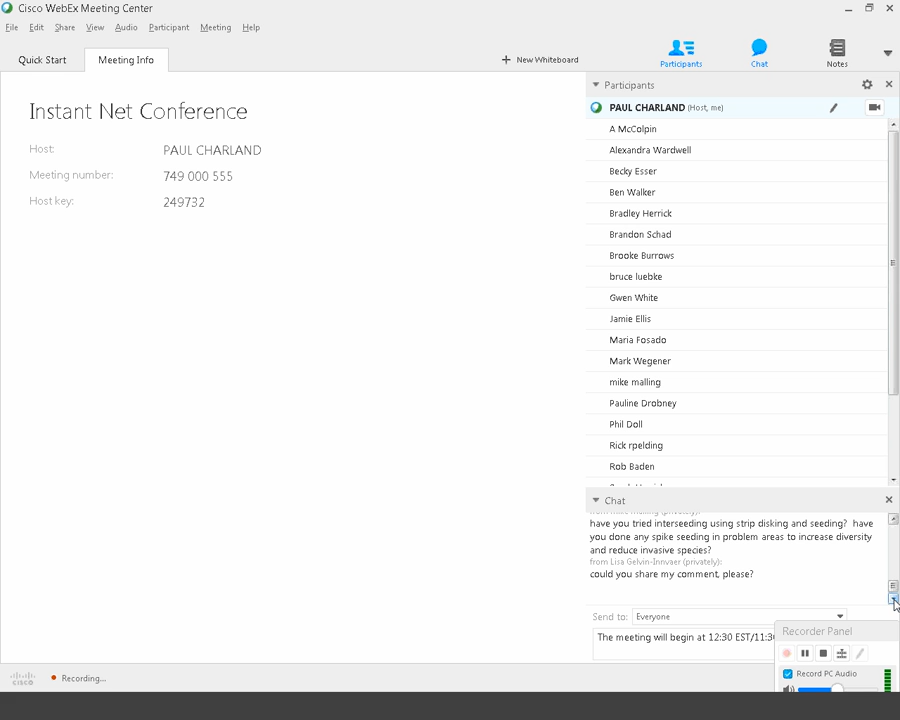 Cisco WebEx Meeting Center
File Edit Share View Audio Participant Meeting Help
Quick Start Meeting Info + New Whiteboard Participants Chat Notes
Instant Net Conference
Host: PAUL CHARLAND
Meeting number: 749 000 555
Host key: 249732
Participants
PAUL CHARLAND (Host, me)
A McColpin
Alexandra Wardwell
Becky Esser
Ben Walker
Bradley Herrick
Brandon Schad
Brooke Burrows
bruce luebke
Gwen White
Jamie Ellis
Maria Fosado
Mark Wegener
mike malling
Pauline Drobney
Phil Doll
Rick rpelding
Rob Baden
Chat
from mike malling (privately):
have you tried interseeding using strip disking and seeding? have
you done any spike seeding in problem areas to increase diversity
and reduce invasive species?
from Lisa Gelvin-Innvaer (privately):
could you share my comment, please?
Send to: Everyone
The meeting will begin at 12:30 EST/11:3
Recorder Panel
Record PC Audio
cisco Recording...